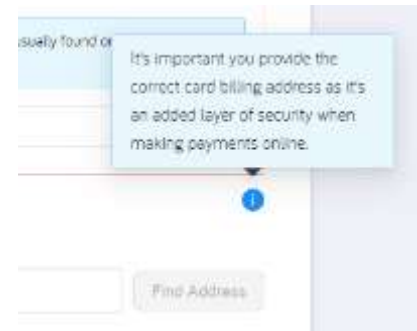 usually found on
It's important you provide the
correct card billing address as it's
an added layer of security when
making payments online.
i
Find Address